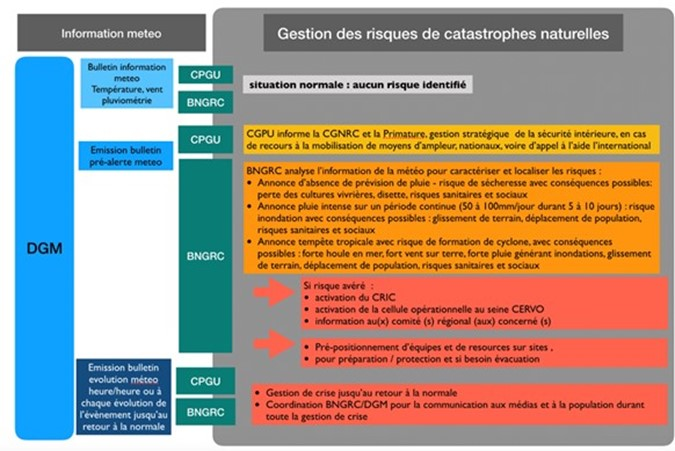 Information meteo
Gestion des risques de catastrophes naturelles
DGM
Bulletin information
meteo
Température, vent
pluviométrie
CPGU
BNGRC
situation normale : aucun risque identifié
Emission bulletin
pré-alerte meteo
CPGU
CGPU informe la CGNRC et la Primature, gestion stratégique de la sécurité intérieure, en cas
de recours à la mobilisation de moyens d'ampleur, nationaux, voire d'appel à l'aide l'international
BNGRC
BNGRC analyse l'information de la météo pour caractériser et localiser les risques :
• Annonce d'absence de prévision de pluie - risque de sécheresse avec conséquences possibles:
perte des cultures vivrières, disette, risques sanitaires et sociaux
• Annonce pluie intense sur un période continue (50 à 100mm/jour durant 5 à 10 jours) : risque
inondation avec conséquences possibles : glissement de terrain, déplacement de population,
risques sanitaires et sociaux
• Annonce tempête tropicale avec risque de formation de cyclone, avec conséquences
possibles : forte houle en mer, fort vent sur terre, forte pluie générant inondations, glissement
de terrain, déplacement de population, risques sanitaires et sociaux
Si risque avéré :
• activation du CRIC
• activation de la cellule opérationnelle au seine CERVO
• information au(x) comité (s) régional (aux) concerné (s)
• Pré-positionnement d'équipes et de resources sur sites ,
• pour préparation / protection et si besoin évacuation
Emission bulletin
evolution météo
heure/heure ou à
chaque évolution de
l'évènement jusqu'au
retour à la normale
CPGU
BNGRC
• Gestion de crise jusqu'au retour à la normale
• Coordination BNGRC/DGM pour la communication aux médias et à la population durant
toute la gestion de crise